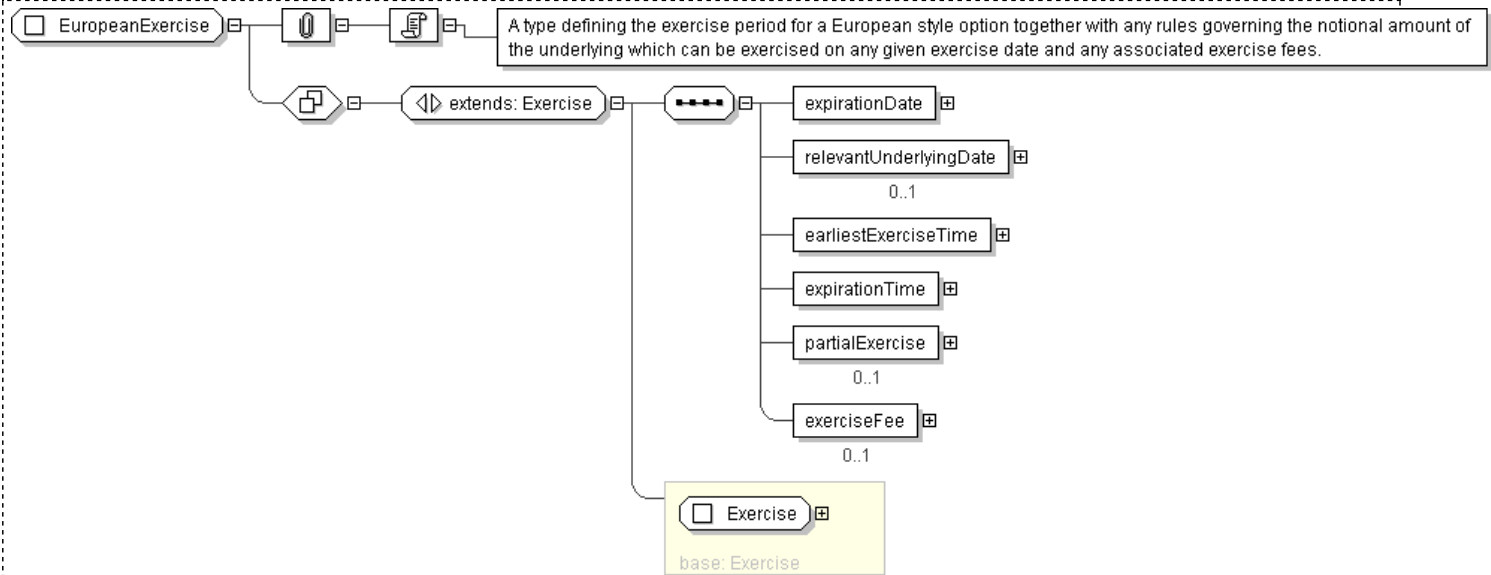 EuropeanExercise
A type defining the exercise period for a European style option together with any rules governing the notional amount of
the underlying which can be exercised on any given exercise date and any associated exercise fees.
extends: Exercise
expirationDate
relevantUnderlyingDate
0..1
earliestExerciseTime
expirationTime
partialExercise
0..1
exerciseFee
0..1
Exercise
base: Exercise